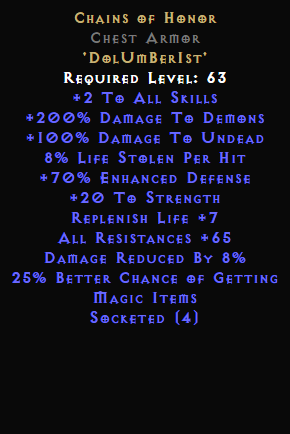 Chains of Honor
Chest Armor
'DolUmBerIst'
Required Level: 63
+2 To All Skills
+200% Damage To Demons
+100% Damage To Undead
8% Life Stolen Per Hit
+70% Enhanced Defense
+20 To Strength
Replenish Life +7
All Resistances +65
Damage Reduced By 8%
25% Better Chance of Getting
Magic Items
Socketed (4)